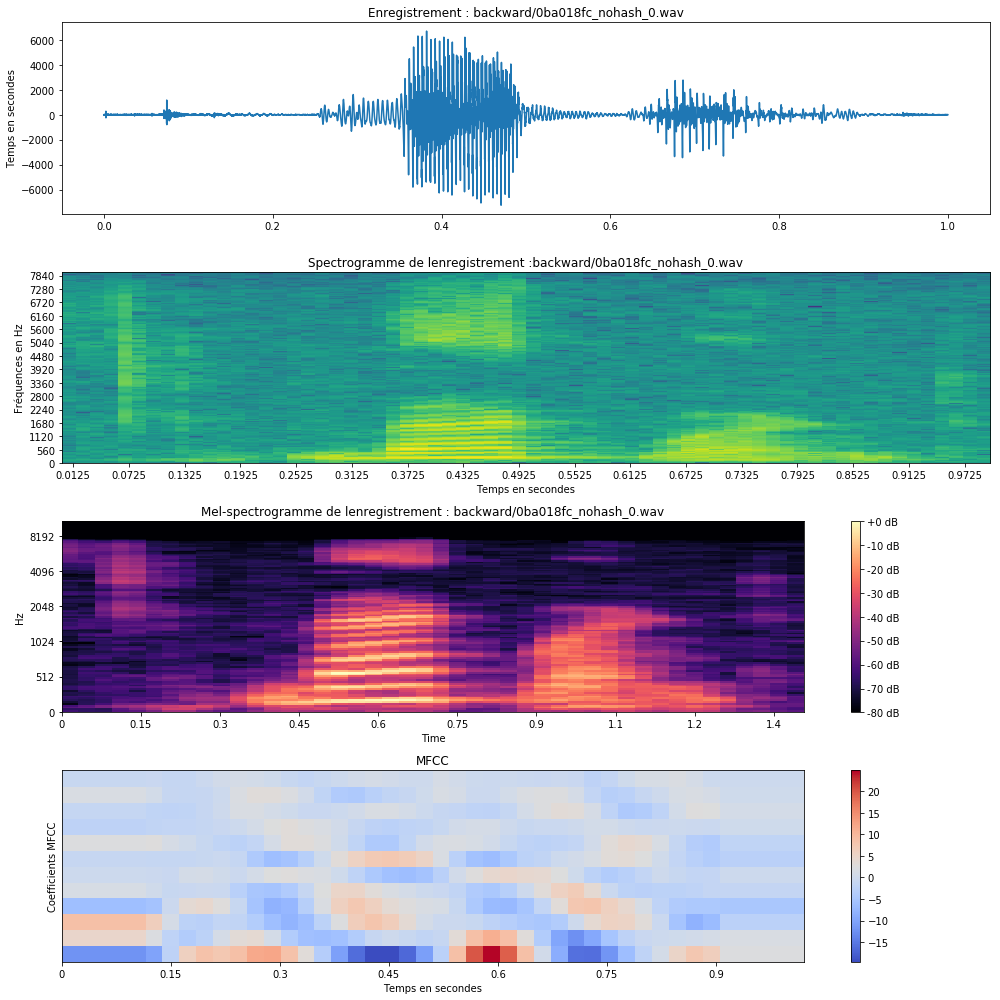 Enregistrement : backward/0ba018fc_nohash_0.wav
Temps en secondes
6000
4000
2000
0
−2000
−4000
−6000
0.0 0.2 0.4 0.6 0.8 1.0
Spectrogramme de lenregistrement :backward/0ba018fc_nohash_0.wav
Fréquences en Hz
7840
7280
6720
6160
5600
5040
4480
3920
3360
2800
2240
1680
1120
560
0
0.0125 0.0725 0.1325 0.1925 0.2525 0.3125 0.3725 0.4325 0.4925 0.5525 0.6125 0.6725 0.7325 0.7925 0.8525 0.9125 0.9725
Temps en secondes
Mel-spectrogramme de lenregistrement : backward/0ba018fc_nohash_0.wav
Hz
8192
4096
2048
1024
512
0
0 0.15 0.3 0.45 0.6 0.75 0.9 1.1 1.2 1.4
Time
+0 dB
-10 dB
-20 dB
-30 dB
-40 dB
-50 dB
-60 dB
-70 dB
-80 dB
MFCC
Coefficients MFCC
0 0.15 0.3 0.45 0.6 0.75 0.9
Temps en secondes
20
15
10
5
0
−5
−10
−15